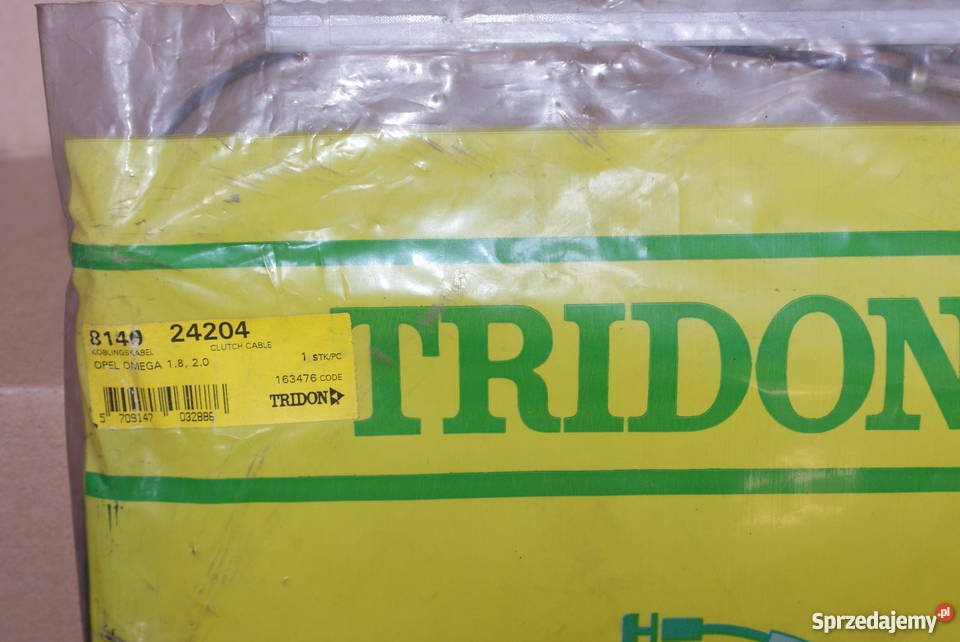 8140 24204
KOBLINGSKABEL CLUTCH CABLE
OPEL OMEGA 1.8, 2.0 1 STK/PC
163476 CODE
TRIDON
5 709147 032886
TRIDON
Sprzedajemy.pl